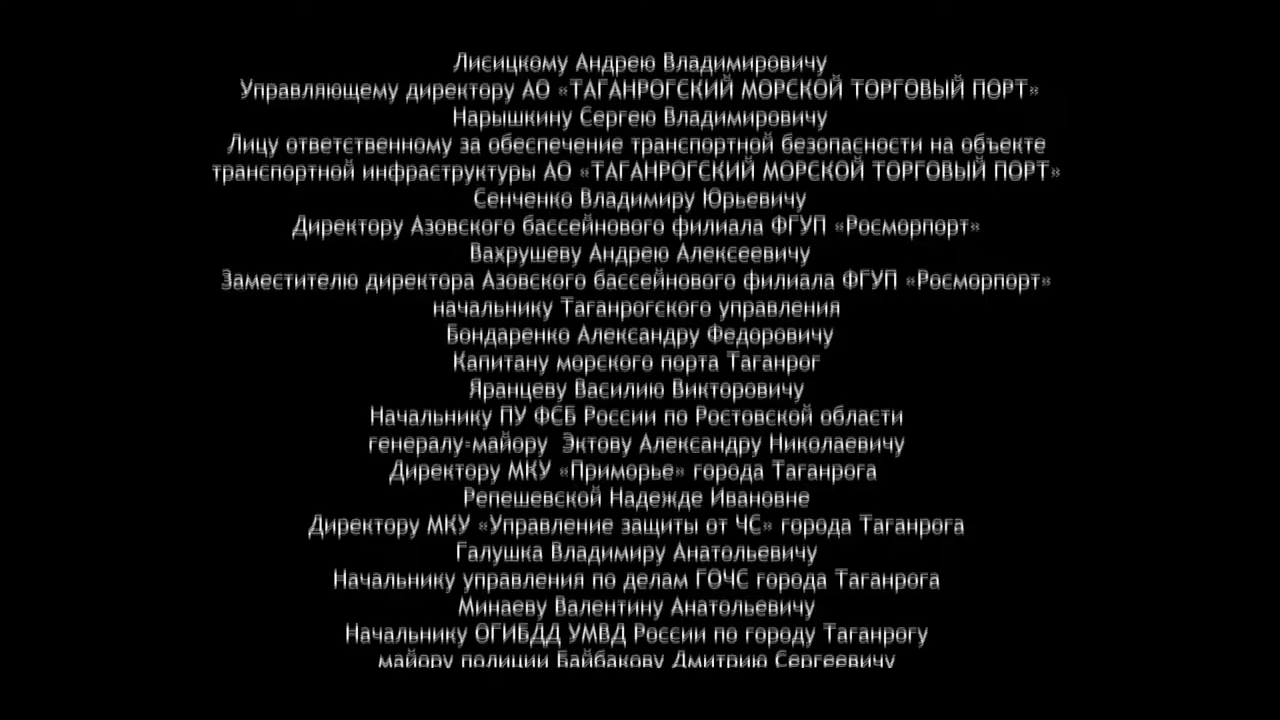 Лисицкому Андрею Владимировичу
Управляющему директору АО «ТАГАНРОГСКИЙ МОРСКОЙ ТОРГОВЫЙ ПОРТ»
Нарышкину Сергею Владимировичу
Лицу ответственному за обеспечение транспортной безопасности на объекте
транспортной инфраструктуры АО «ТАГАНРОГСКИЙ МОРСКОЙ ТОРГОВЫЙ ПОРТ»
Сенченко Владимиру Юрьевичу
Директору Азовского бассейнового филиала ФГУП «Росморпорт»
Вахрушеву Андрею Алексеевичу
Заместителю директора Азовского бассейнового филиала ФГУП «Росморпорт»
начальнику Таганрогского управления
Бондаренко Александру Федоровичу
Капитану морского порта Таганрог
Яранцеву Василию Викторовичу
Начальнику ПУ ФСБ России по Ростовской области
генералу-майору Эктову Александру Николаевичу
Директору МКУ «Приморье» города Таганрога
Репешевской Надежде Ивановне
Директору МКУ «Управление защиты от ЧС» города Таганрога
Галушка Владимиру Анатольевичу
Начальнику управления по делам ГОЧС города Таганрога
Минаеву Валентину Анатольевичу
Начальнику ОГИБДД УМВД России по городу Таганрогу
майору полиции Байбакову Дмитрию Сергеевичу